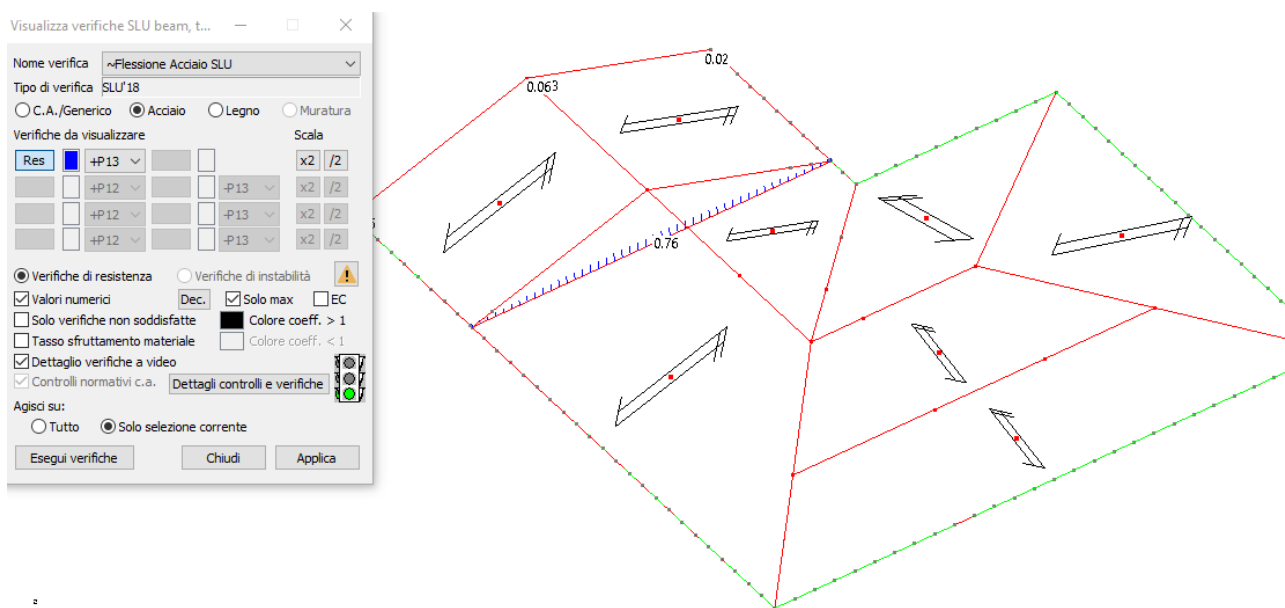 Visualizza verifiche SLU beam, t...
Nome verifica ~Flessione Acciaio SLU
Tipo di verifica SLU'18
C.A./Generico Acciaio Legno Muratura
Verifiche da visualizzare Scala
Res +P13 x2 /2
+P12 -P13 x2 /2
+P12 -P13 x2 /2
+P12 -P13 x2 /2
Verifiche di resistenza Verifiche di instabilità
Valori numerici Dec. Solo max EC
Solo verifiche non soddisfatte Colore coeff. > 1
Tasso sfruttamento materiale Colore coeff. < 1
Dettaglio verifiche a video
Controlli normativi c.a. Dettagli controlli e verifiche
Agisci su:
Tutto Solo selezione corrente
Esegui verifiche Chiudi Applica
0.02
0.063
0.76